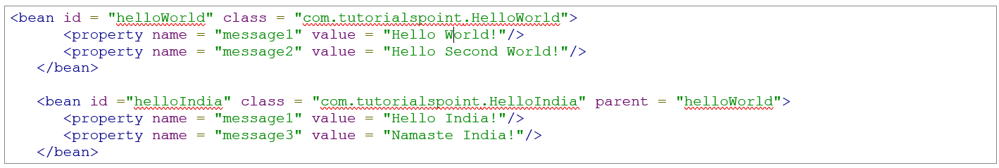 <bean id = "helloWorld" class = "com.tutorialspoint.HelloWorld">
<property name = "message1" value = "Hello World!"/>
<property name = "message2" value = "Hello Second World!"/>
</bean>
<bean id ="helloIndia" class = "com.tutorialspoint.HelloIndia" parent = "helloWorld">
<property name = "message1" value = "Hello India!"/>
<property name = "message3" value = "Namaste India!"/>
</bean>